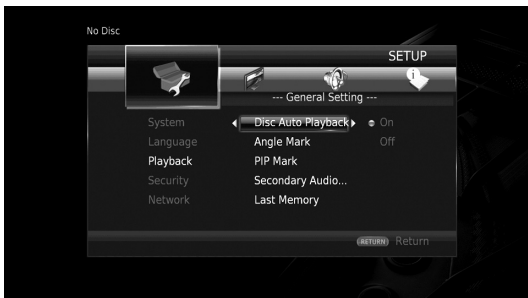 No Disc
SETUP
--- General Setting ---
System Disc Auto Playback On
Language Angle Mark Off
Playback PIP Mark
Security Secondary Audio...
Network Last Memory
RETURN Return